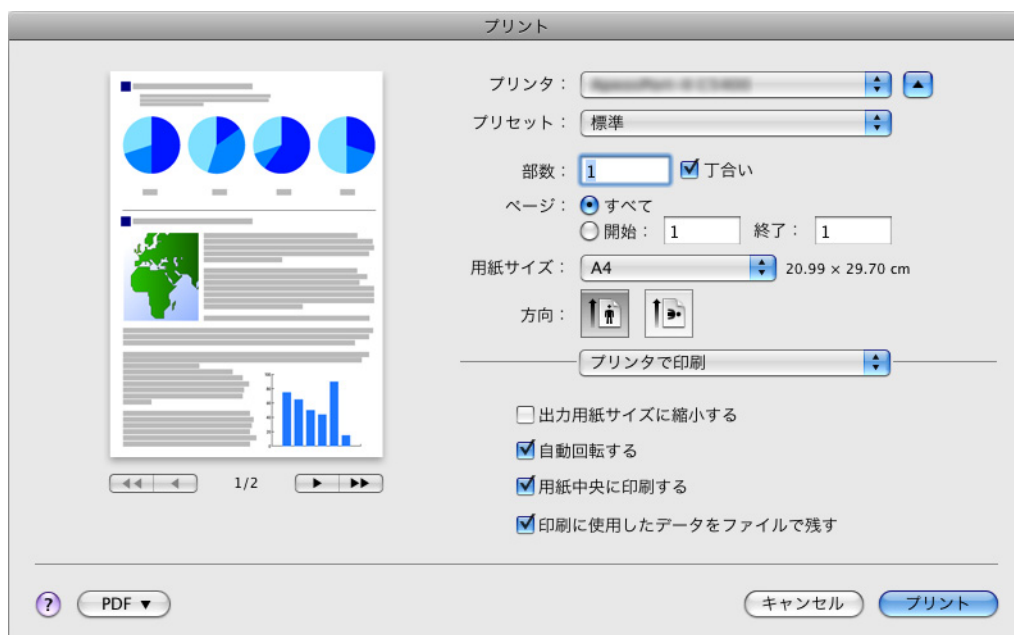 プリント
プリンタ：
プリセット： 標準
部数： 1 丁合い
ページ： すべて
開始： 1 終了： 1
用紙サイズ： A4 20.99 × 29.70 cm
方向：
プリンタで印刷
出力用紙サイズに縮小する
自動回転する
用紙中央に印刷する
印刷に使用したデータをファイルで残す
1/2
? PDF ▼ キャンセル プリント